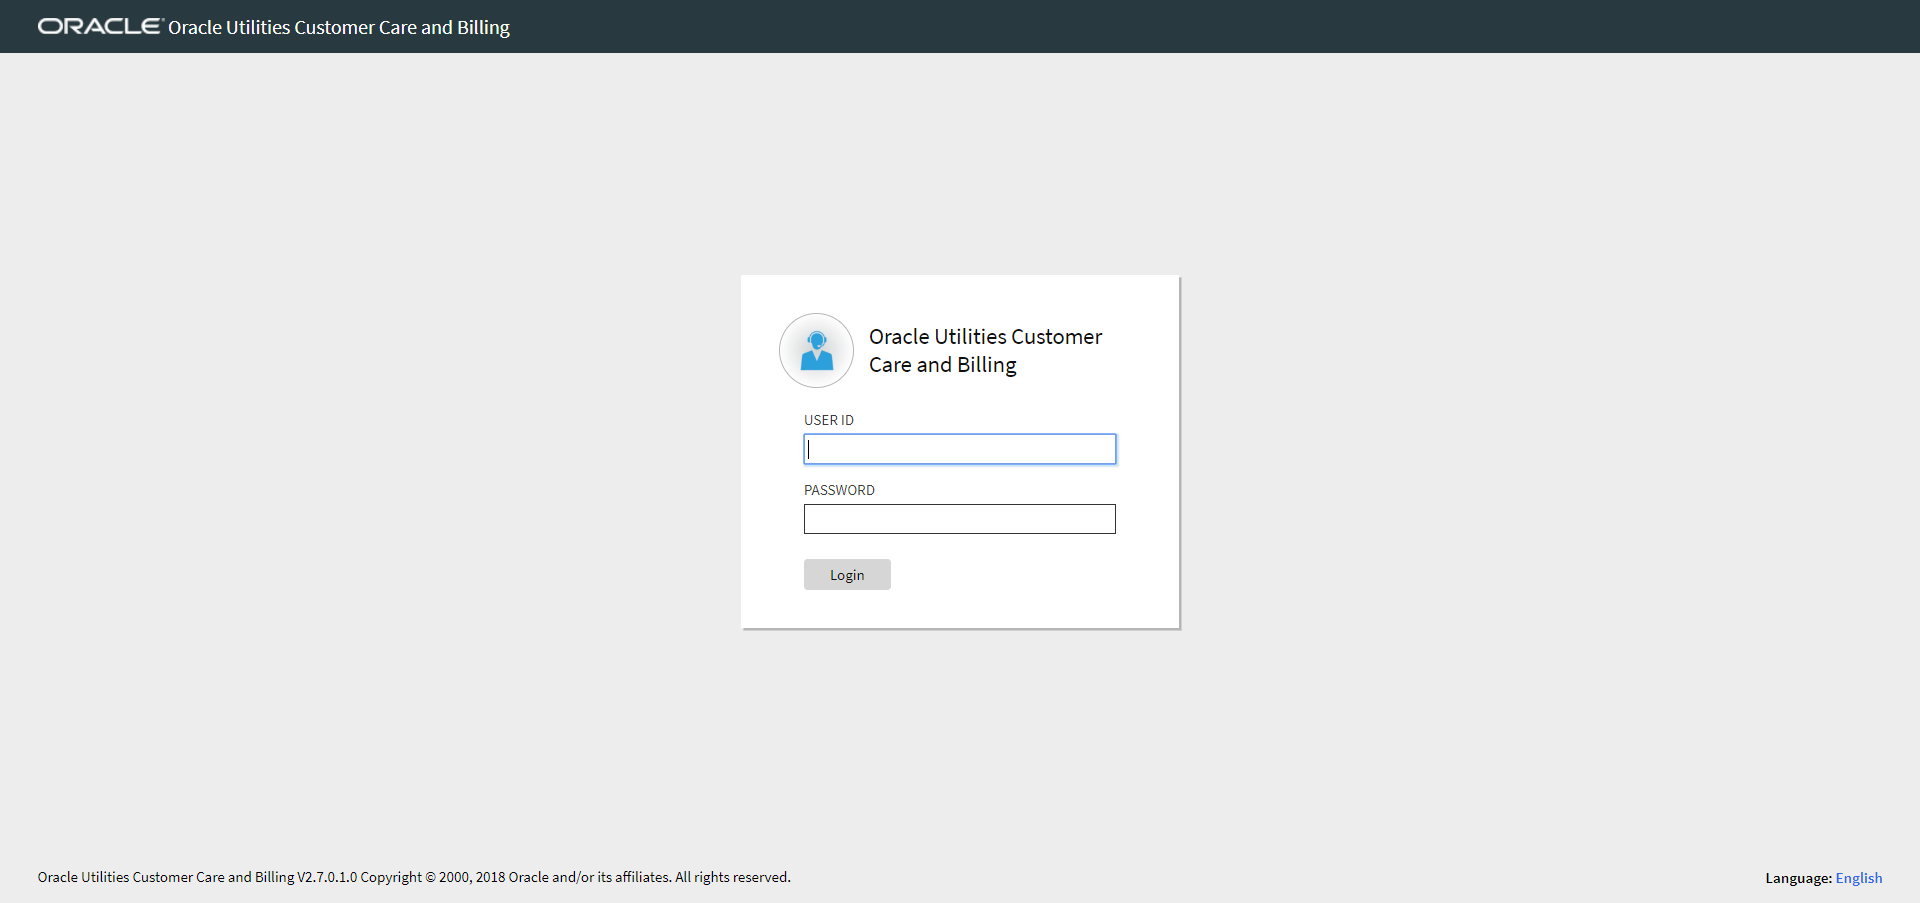 ORACLE Oracle Utilities Customer Care and Billing
Oracle Utilities Customer
Care and Billing
USER ID
PASSWORD
Login
Oracle Utilities Customer Care and Billing V2.7.0.1.0 Copyright © 2000, 2018 Oracle and/or its affiliates. All rights reserved.
Language: English